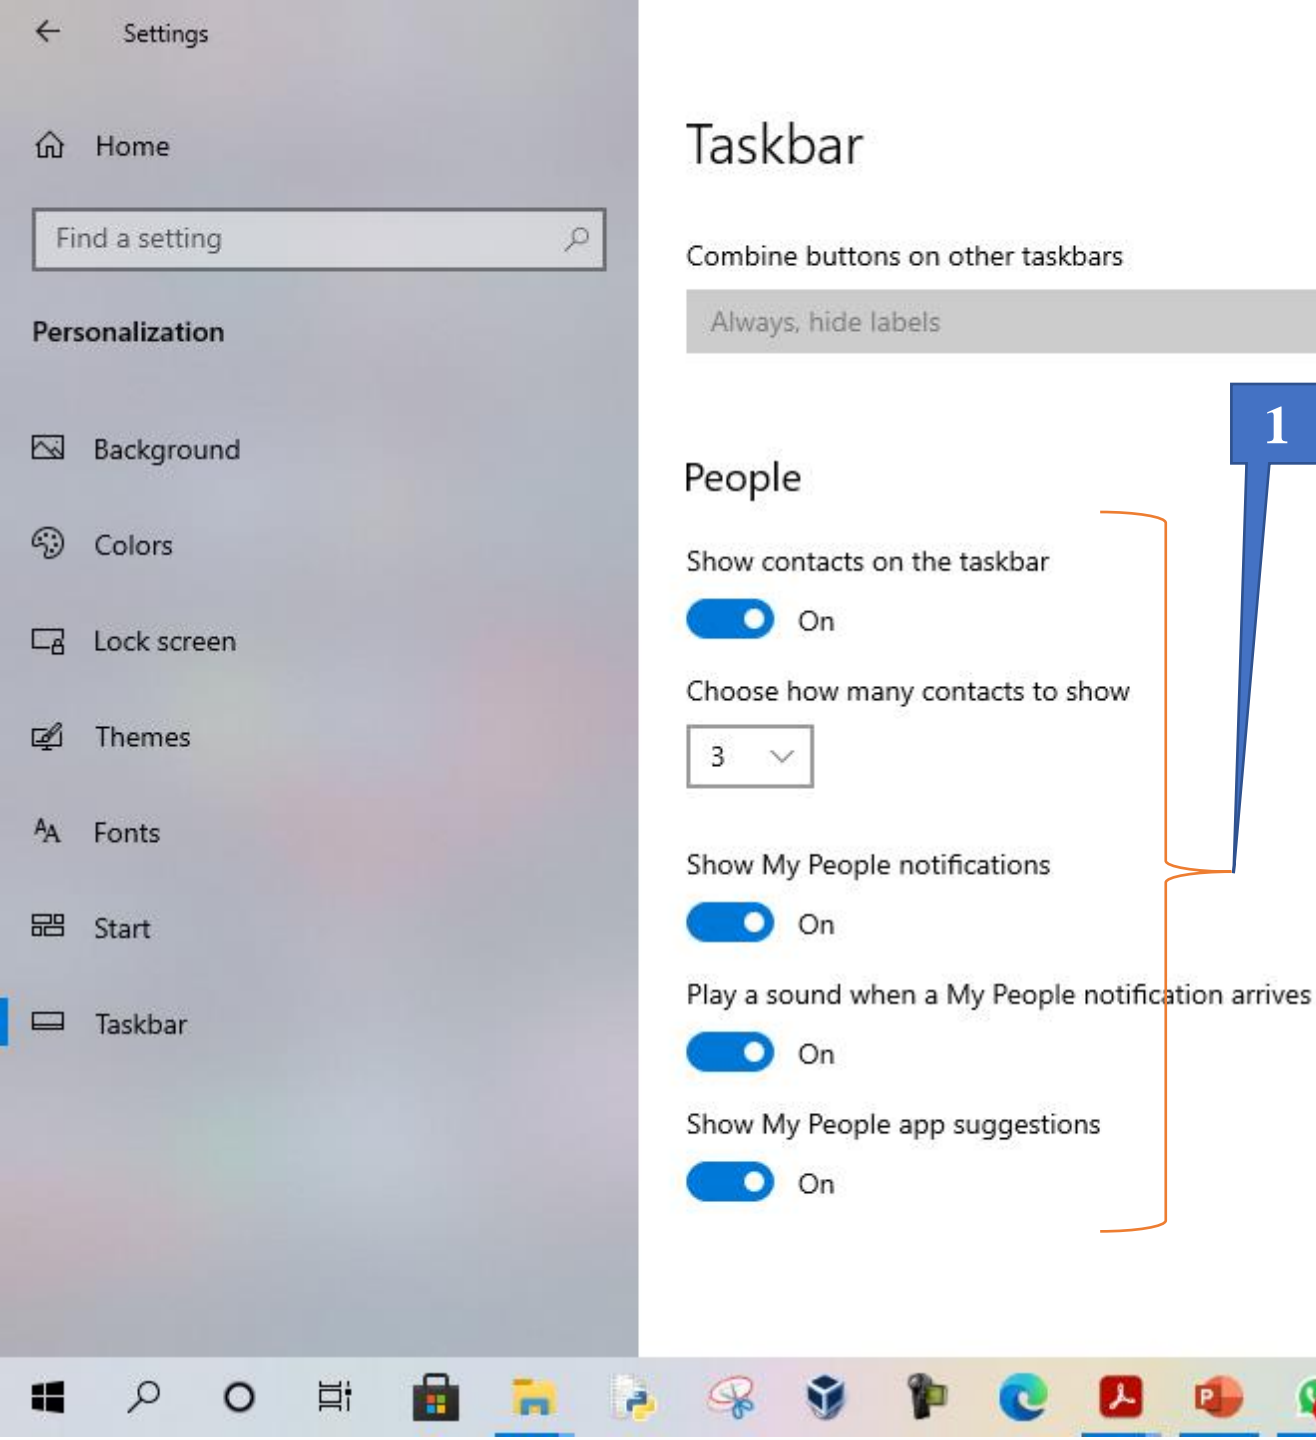 Settings
Home
Find a setting
Personalization
Background
Colors
Lock screen
Themes
Fonts
Start
Taskbar
Taskbar
Combine buttons on other taskbars
Always, hide labels
1
People
Show contacts on the taskbar
On
Choose how many contacts to show
3
Show My People notifications
On
Play a sound when a My People notification arrives
On
Show My People app suggestions
On